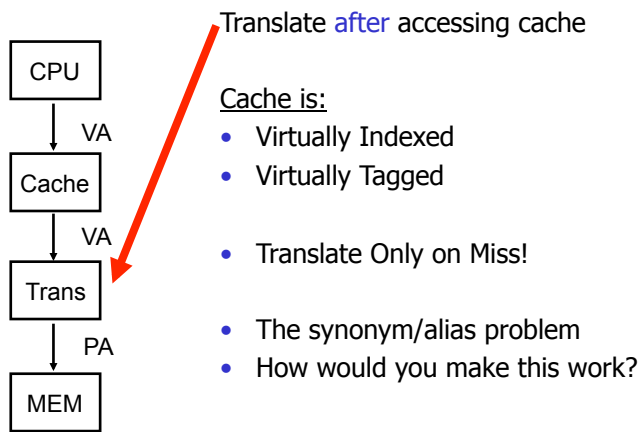 Translate after accessing cache
CPU
VA
Cache
VA
Trans
PA
MEM
Cache is:
• Virtually Indexed
• Virtually Tagged
• Translate Only on Miss!
• The synonym/alias problem
• How would you make this work?